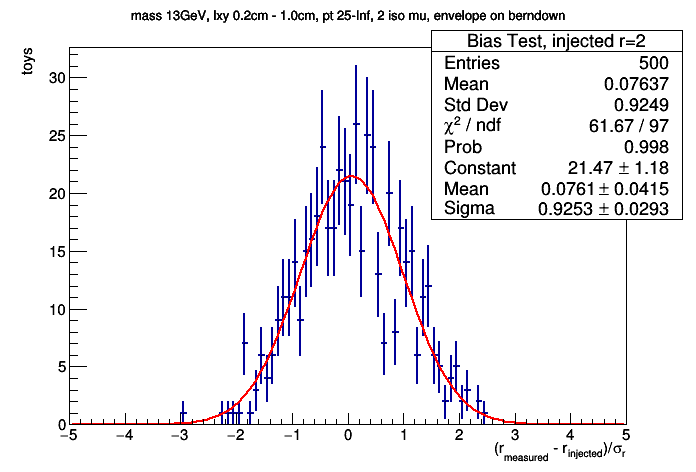 mass 13GeV, lxy 0.2cm - 1.0cm, pt 25-Inf, 2 iso mu, envelope on berndown
toys
Bias Test, injected r=2
Entries 500
Mean 0.07637
Std Dev 0.9249
χ² / ndf 61.67 / 97
Prob 0.998
Constant 21.47 ± 1.18
Mean 0.0761 ± 0.0415
Sigma 0.9253 ± 0.0293
30
25
20
15
10
5
0
−5 −4 −3 −2 −1 0 1 2 3 4 5
(r_measured - r_injected)/σ_r